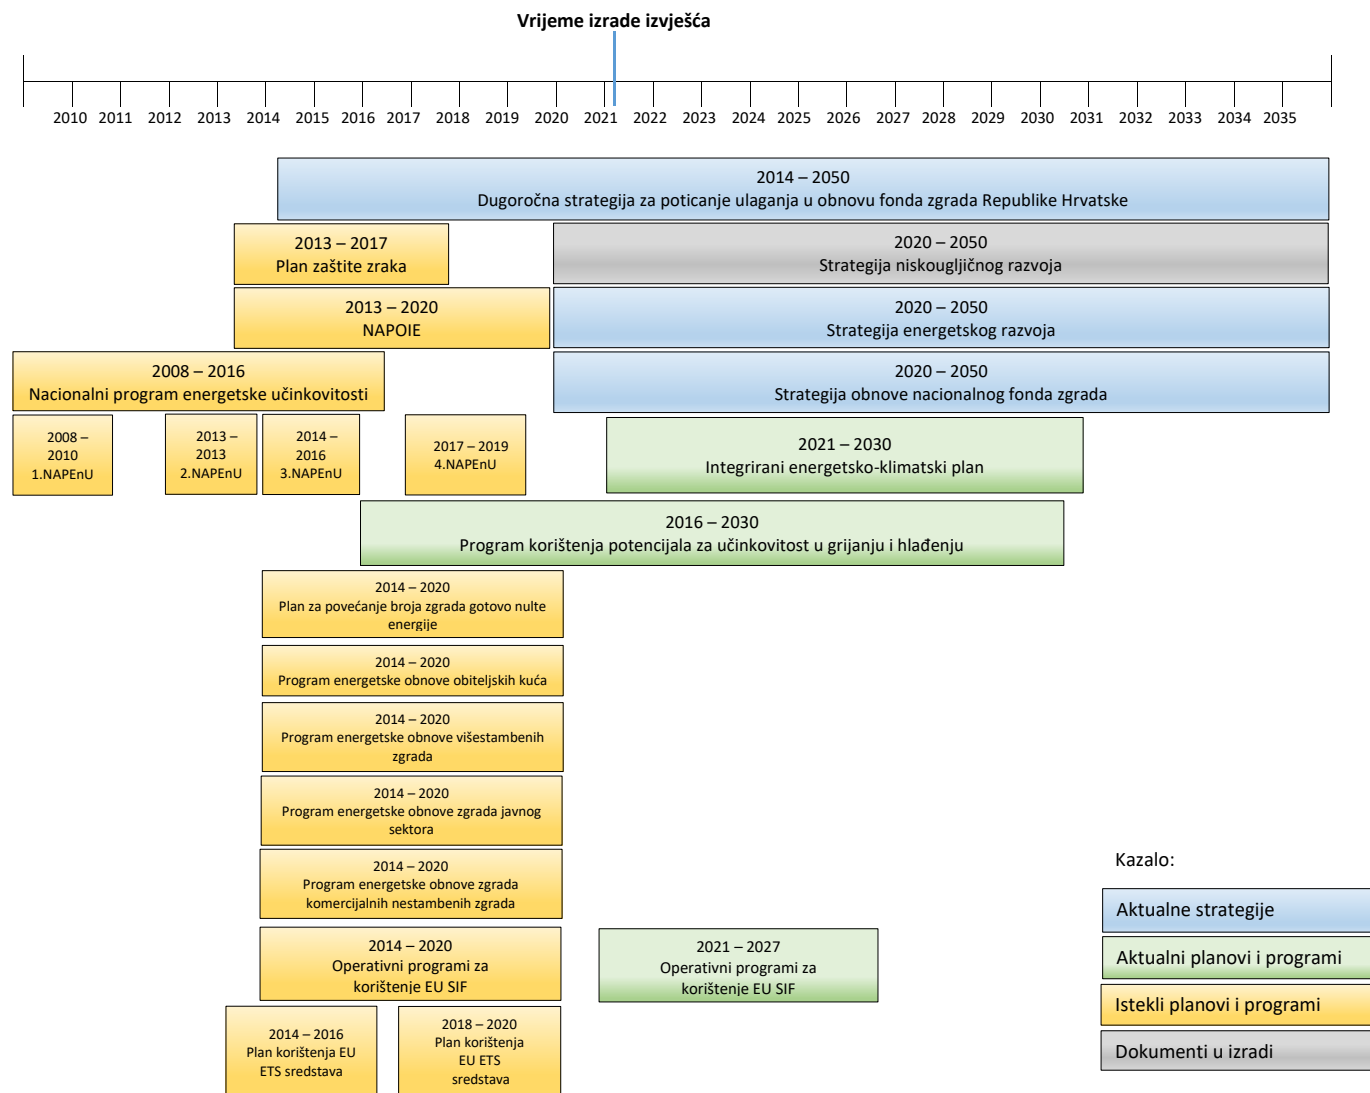 Vrijeme izrade izvješća
2010 2011 2012 2013 2014 2015 2016 2017 2018 2019 2020 2021 2022 2023 2024 2025 2026 2027 2028 2029 2030 2031 2032 2033 2034 2035
2014 – 2050
Dugoročna strategija za poticanje ulaganja u obnovu fonda zgrada Republike Hrvatske
2013 – 2017
Plan zaštite zraka
2020 – 2050
Strategija niskougljičnog razvoja
2013 – 2020
NAPOIE
2020 – 2050
Strategija energetskog razvoja
2008 – 2016
Nacionalni program energetske učinkovitosti
2020 – 2050
Strategija obnove nacionalnog fonda zgrada
2008 –
2010
1.NAPEnU
2013 –
2013
2.NAPEnU
2014 –
2016
3.NAPEnU
2017 – 2019
4.NAPEnU
2021 – 2030
Integrirani energetsko-klimatski plan
2016 – 2030
Program korištenja potencijala za učinkovitost u grijanju i hlađenju
2014 – 2020
Plan za povećanje broja zgrada gotovo nulte
energije
2014 – 2020
Program energetske obnove obiteljskih kuća
2014 – 2020
Program energetske obnove višestambenih
zgrada
2014 – 2020
Program energetske obnove zgrada javnog
sektora
2014 – 2020
Program energetske obnove zgrada
komercijalnih nestambenih zgrada
2014 – 2020
Operativni programi za
korištenje EU SIF
2021 – 2027
Operativni programi za
korištenje EU SIF
2014 – 2016
Plan korištenja EU
ETS sredstava
2018 – 2020
Plan korištenja
EU ETS
sredstava
Kazalo:
Aktualne strategije
Aktualni planovi i programi
Istekli planovi i programi
Dokumenti u izradi